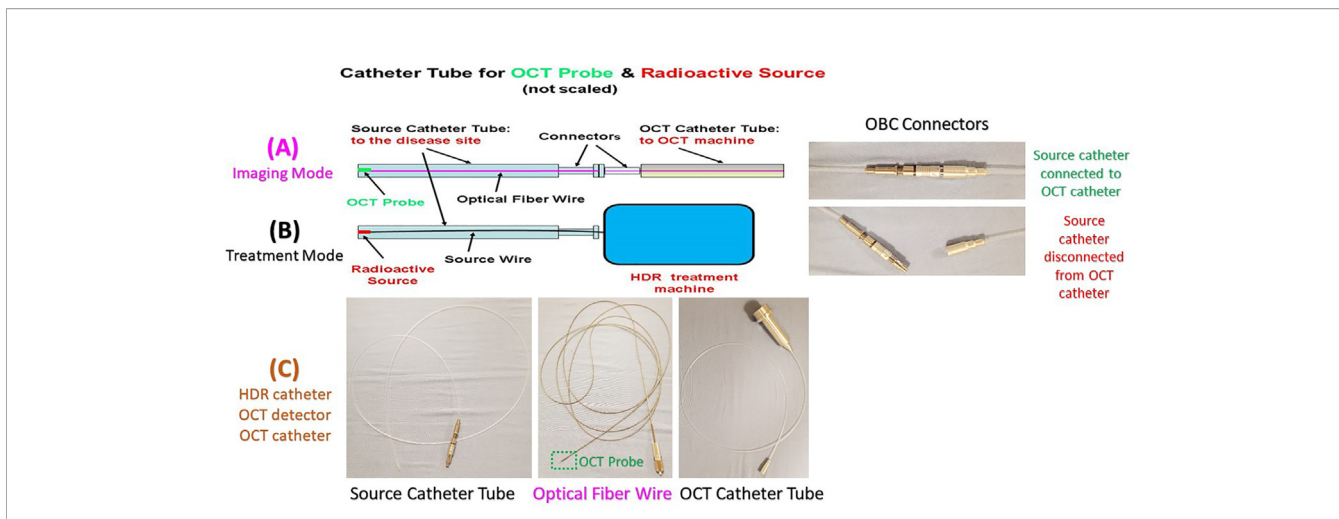 Catheter Tube for OCT Probe & Radioactive Source
(not scaled)
(A)
Imaging Mode
Source Catheter Tube:
to the disease site
Connectors
OCT Catheter Tube:
to OCT machine
OCT Probe
Optical Fiber Wire
(B)
Treatment Mode
Source Wire
Radioactive
Source
HDR treatment
machine
OBC Connectors
Source catheter
connected to
OCT catheter
Source
catheter
disconnected
from OCT
catheter
(C)
HDR catheter
OCT detector
OCT catheter
OCT Probe
Source Catheter Tube
Optical Fiber Wire
OCT Catheter Tube